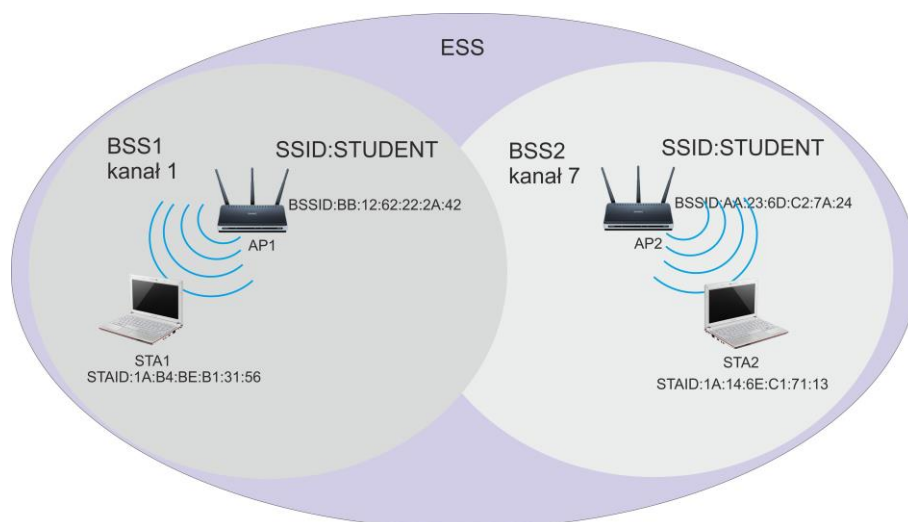 ESS
BSS1
kanał 1
SSID:STUDENT
BSSID:BB:12:62:22:2A:42
AP1
STA1
STAID:1A:B4:BE:B1:31:56
BSS2
kanał 7
SSID:STUDENT
BSSID:AA:23:6D:C2:7A:24
AP2
STA2
STAID:1A:14:6E:C1:71:13